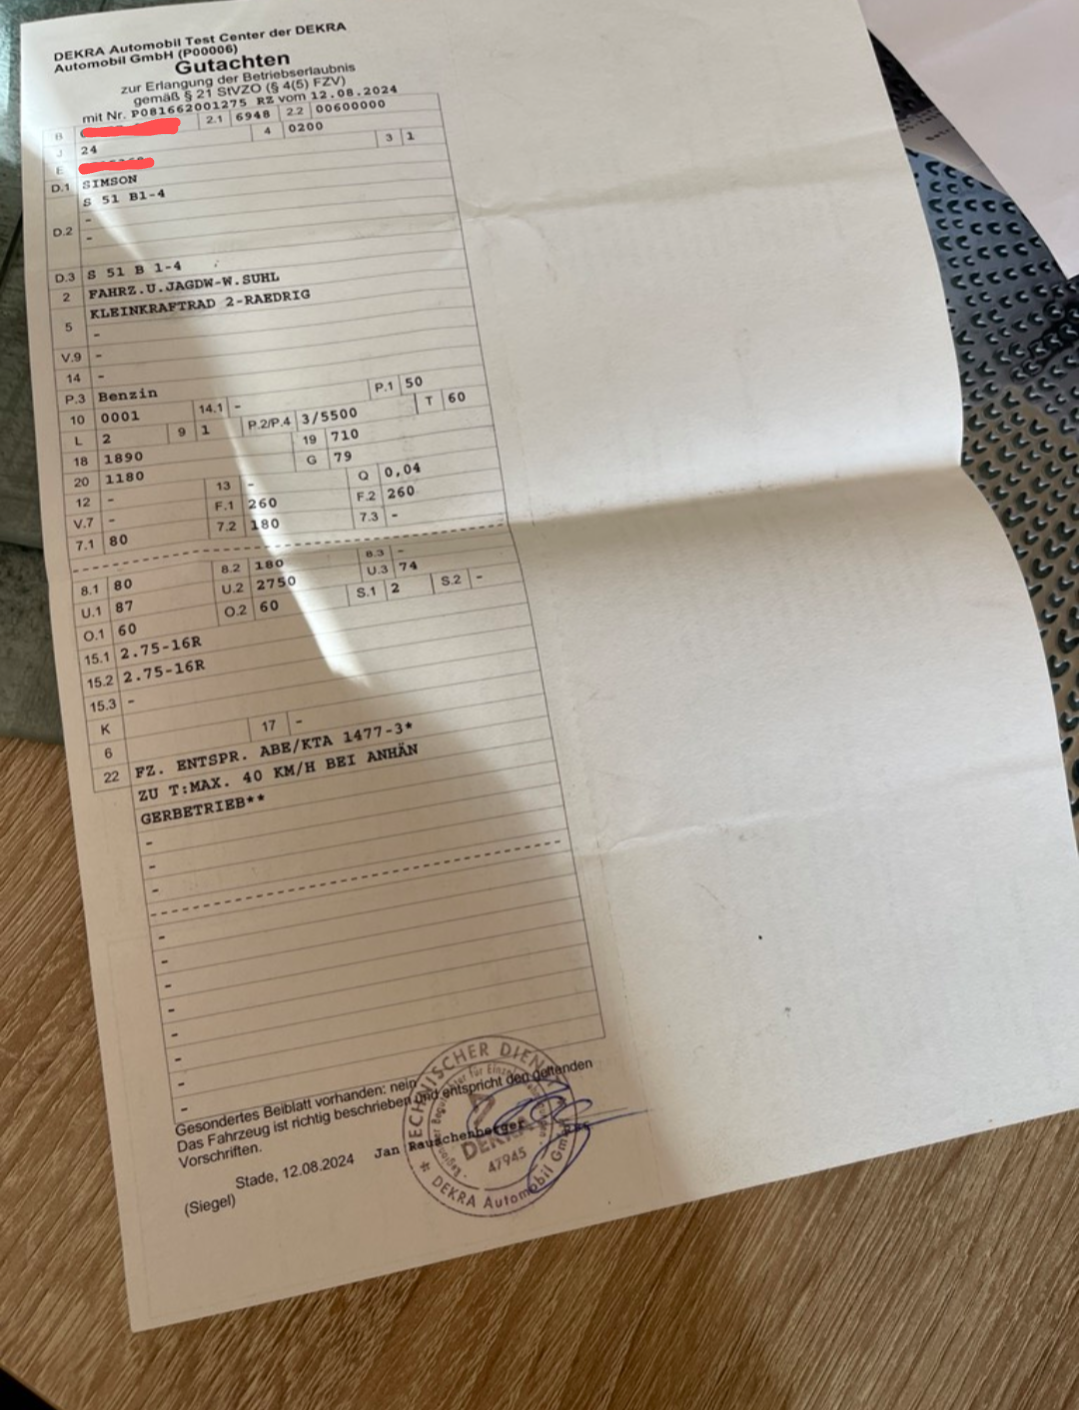 DEKRA Automobil Test Center der DEKRA
Automobil GmbH (P00006)
Gutachten
zur Erlangung der Betriebserlaubnis
gemäß § 21 StVZO (§ 4(5) FZV)
mit Nr. P081662001275 RZ vom 12.08.2024
B 2.1 6948 2.2 00600000
J 24 4 0200
E 3 1
D.1 SIMSON
S 51 B1-4
D.2 -
-
D.3 S 51 B 1-4
2 FAHRZ.U.JAGDW-W.SUHL
5 KLEINKRAFTRAD 2-RAEDRIG
-
V.9 -
14 -
P.3 Benzin P.1 50
10 0001 14.1 - T 60
L 2 9 1 P.2/P.4 3/5500
18 1890 19 710
20 1180 G 79
12 - 13 - Q 0,04
V.7 - F.1 260 F.2 260
7.1 80 7.2 180 7.3 -
8.1 80 8.2 180 8.3 -
U.1 87 U.2 2750 U.3 74
O.1 60 O.2 60 S.1 2 S.2 -
15.1 2.75-16R
15.2 2.75-16R
15.3 -
K
6 17 -
22 FZ. ENTSPR. ABE/KTA 1477-3*
ZU T:MAX. 40 KM/H BEI ANHÄN
GERBETRIEB**
-
-
-
-
-
-
-
-
-
-
-
Gesondertes Beiblatt vorhanden: nein
Das Fahrzeug ist richtig beschrieben und entspricht den geltenden
Vorschriften.
Stade, 12.08.2024 Jan Rauschenberger
(Siegel)
TECHNISCHER DIENST
DEKRA
47945
DEKRA Automobil GmbH